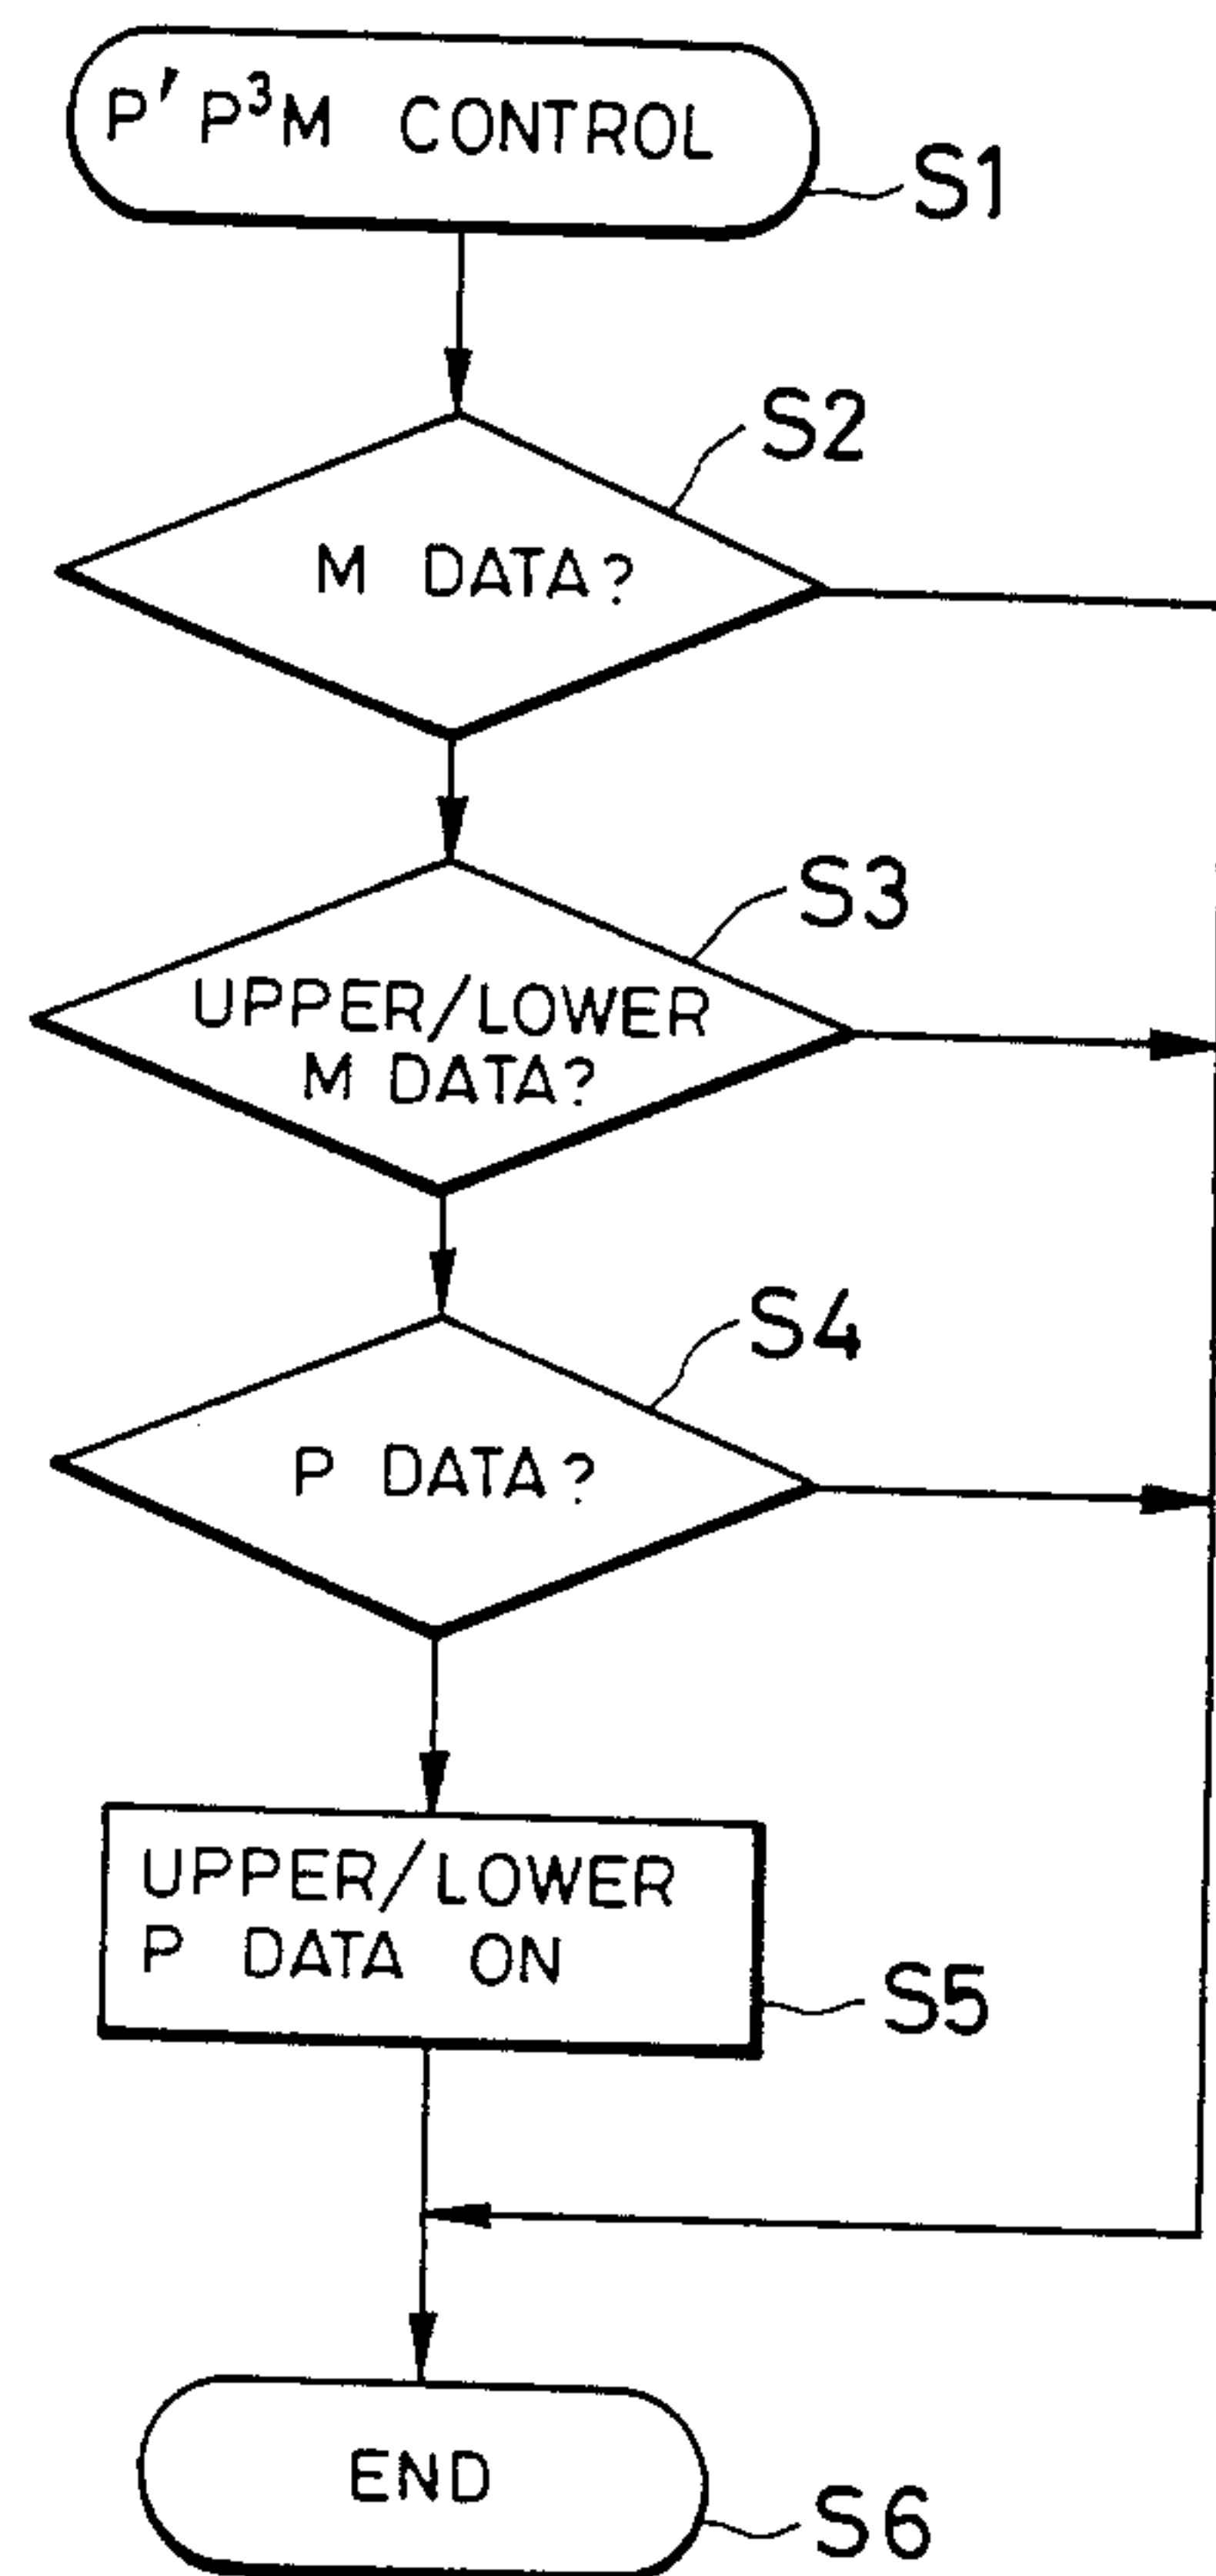 P' P³M CONTROL
S1
S2
M DATA?
S3
UPPER/LOWER
M DATA?
S4
P DATA?
UPPER/LOWER
P DATA ON
S5
END
S6